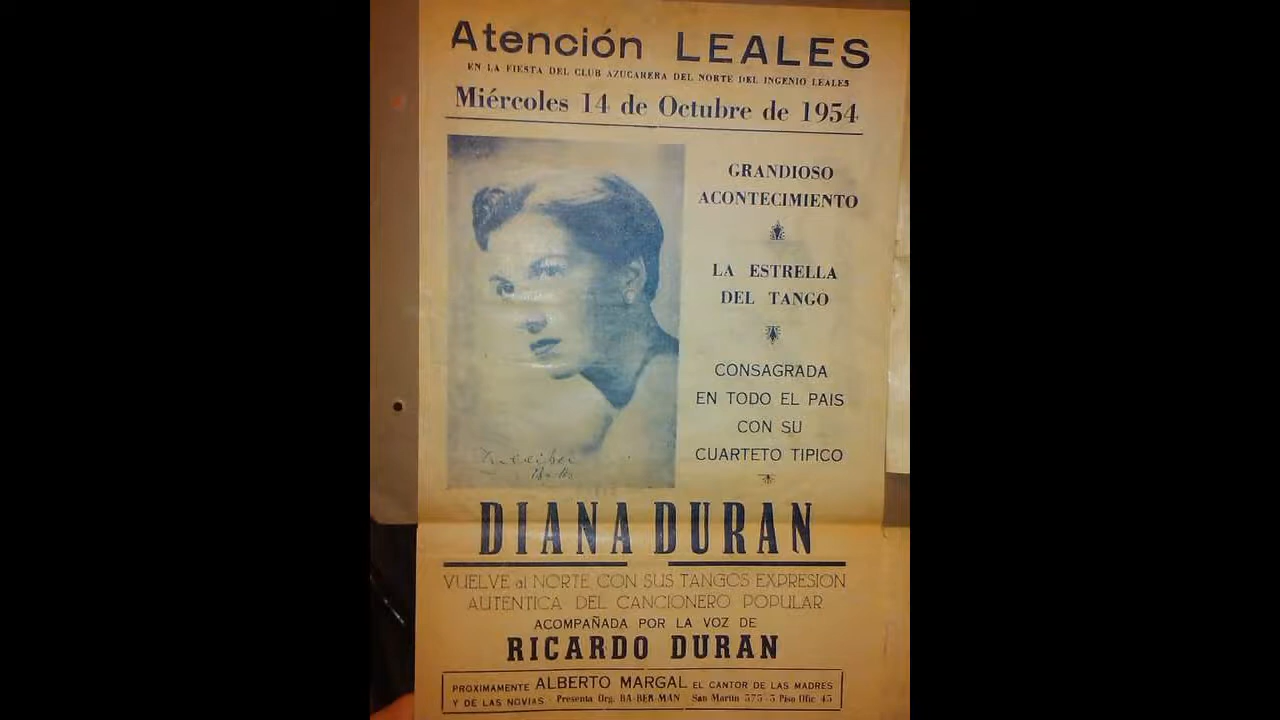 Atención LEALES
EN LA FIESTA DEL CLUB AZUCARERA DEL NORTE DEL INGENIO LEALES
Miércoles 14 de Octubre de 1954
GRANDIOSO
ACONTECIMIENTO
LA ESTRELLA
DEL TANGO
CONSAGRADA
EN TODO EL PAIS
CON SU
CUARTETO TIPICO
DIANA DURAN
VUELVE al NORTE CON SUS TANGOS EXPRESION
AUTENTICA DEL CANCIONERO POPULAR
ACOMPAÑADA POR LA VOZ DE
RICARDO DURAN
PROXIMAMENTE ALBERTO MARGAL EL CANTOR DE LAS MADRES
Y DE LAS NOVIAS - Presenta Org. BA-BER-MAN San Martin 575 - 3 Piso Ofic 45